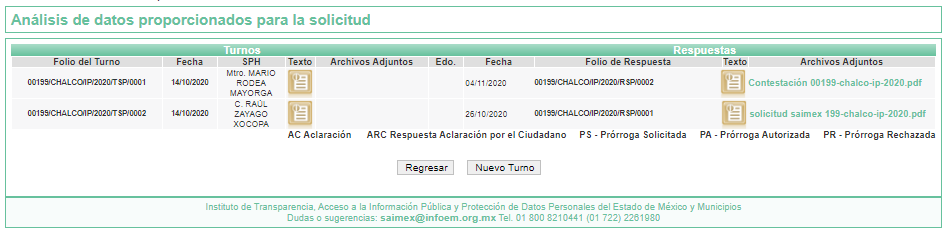 Análisis de datos proporcionados para la solicitud
Turnos Respuestas
Folio del Turno Fecha SPH Texto Archivos Adjuntos Edo. Fecha Folio de Respuesta Texto Archivos Adjuntos
00199/CHALCO/IP/2020/TSP/0001 14/10/2020 Mtro. MARIO RODEA MAYORGA 04/11/2020 00199/CHALCO/IP/2020/RSP/0002 Contestación 00199-chalco-ip-2020.pdf
00199/CHALCO/IP/2020/TSP/0002 14/10/2020 C. RAÚL ZAYAGO XOCOPA 26/10/2020 00199/CHALCO/IP/2020/RSP/0001 solicitud saimex 199-chalco-ip-2020.pdf
AC Aclaración ARC Respuesta Aclaración por el Ciudadano PS - Prórroga Solicitada PA - Prórroga Autorizada PR - Prórroga Rechazada
Regresar Nuevo Turno
Instituto de Transparencia, Acceso a la Información Pública y Protección de Datos Personales del Estado de México y Municipios
Dudas o sugerencias: saimex@infoem.org.mx Tel. 01 800 8210441 (01 722) 2261980